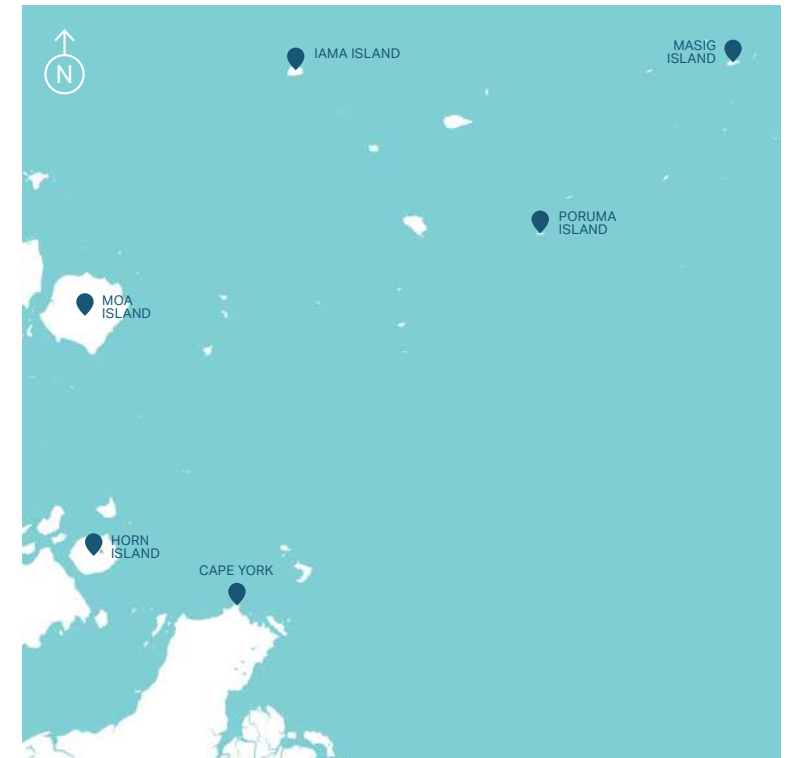 N
IAMA ISLAND
MASIG
ISLAND
PORUMA
ISLAND
MOA
ISLAND
HORN
ISLAND
CAPE YORK